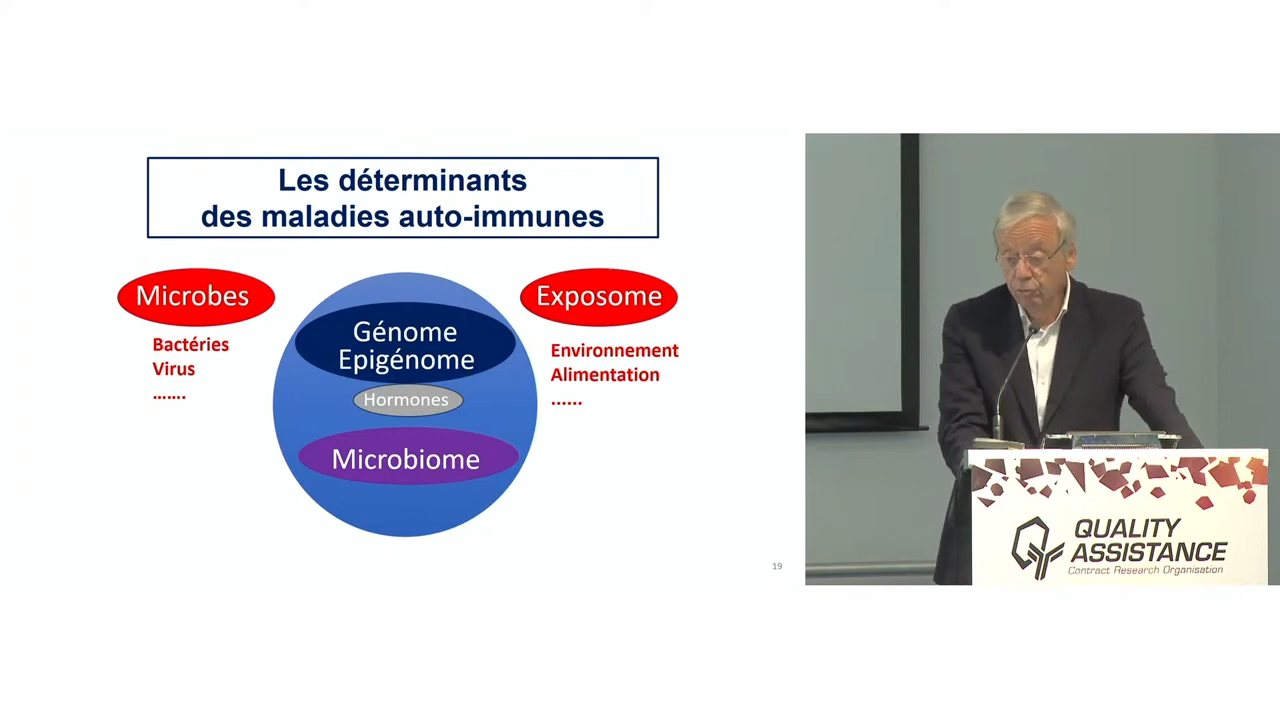 Les déterminants
des maladies auto-immunes
Microbes
Bactéries
Virus
.......
Génome
Epigénome
Hormones
Microbiome
Exposome
Environnement
Alimentation
......
19
QUALITY
ASSISTANCE
Contract Research Organisation